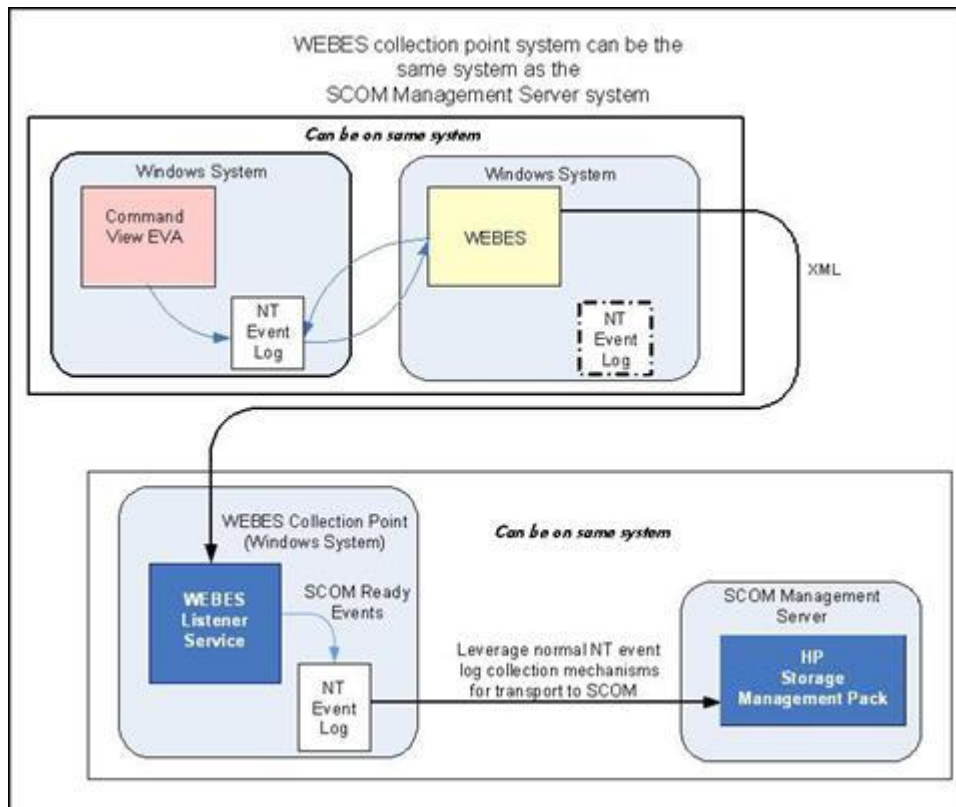 WEBES collection point system can be the
same system as the
SCOM Management Server system
Can be on same system
Windows System
Command
View EVA
NT
Event
Log
Windows System
WEBES
NT
Event
Log
XML
WEBES Collection Point
(Windows System)
WEBES
Listener
Service
SCOM Ready
Events
NT
Event
Log
Can be on same system
Leverage normal NT event
log collection mechanisms
for transport to SCOM
SCOM Management
Server
HP
Storage
Management Pack